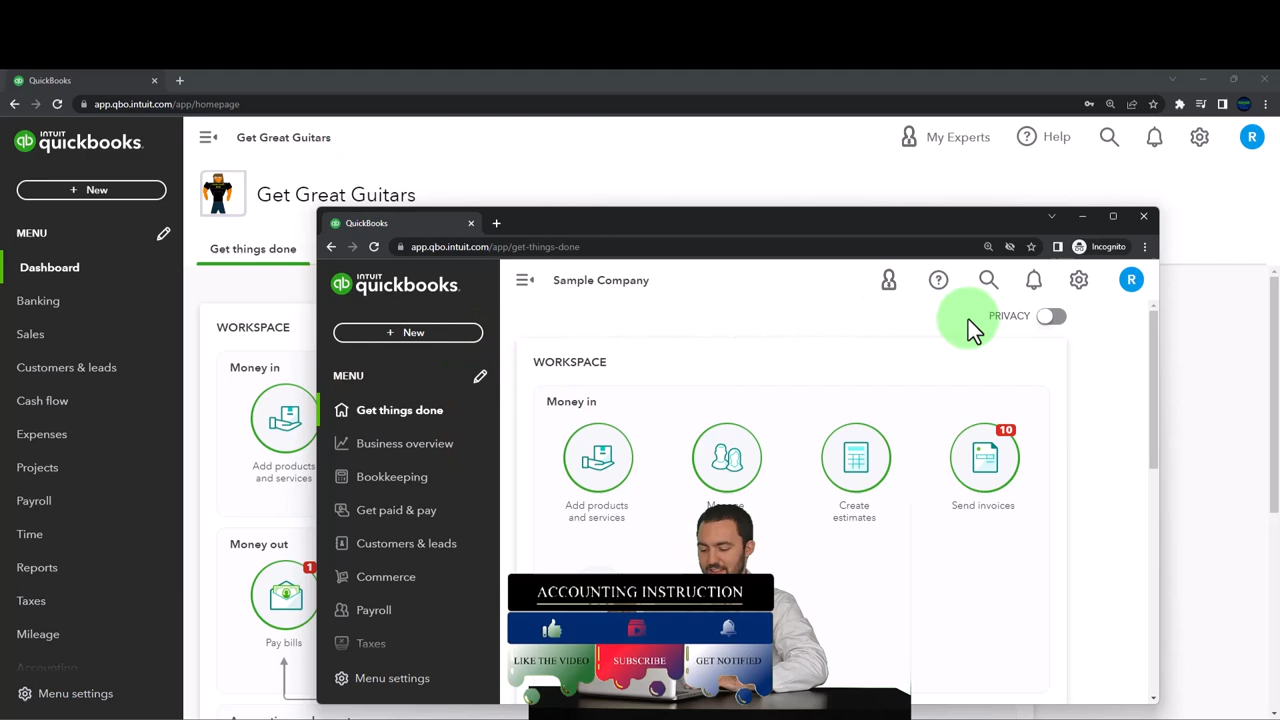 QuickBooks
app.qbo.intuit.com/app/homepage
INTUIT
quickbooks.
Get Great Guitars
My Experts
Help
R
+ New
Get Great Guitars
MENU
Get things done
Dashboard
Banking
Sales
Customers & leads
Cash flow
Expenses
Projects
Payroll
Time
Reports
Taxes
Mileage
Accounting
Menu settings
WORKSPACE
Money in
Add products
and services
Money out
1
Pay bills
QuickBooks
app.qbo.intuit.com/app/get-things-done
Incognito
INTUIT
quickbooks.
Sample Company
R
PRIVACY
+ New
MENU
Get things done
Business overview
Bookkeeping
Get paid & pay
Customers & leads
Commerce
Payroll
Taxes
Menu settings
WORKSPACE
Money in
10
Add products
and services
Create
estimates
Send invoices
ACCOUNTING INSTRUCTION
LIKE THE VIDEO
SUBSCRIBE
GET NOTIFIED